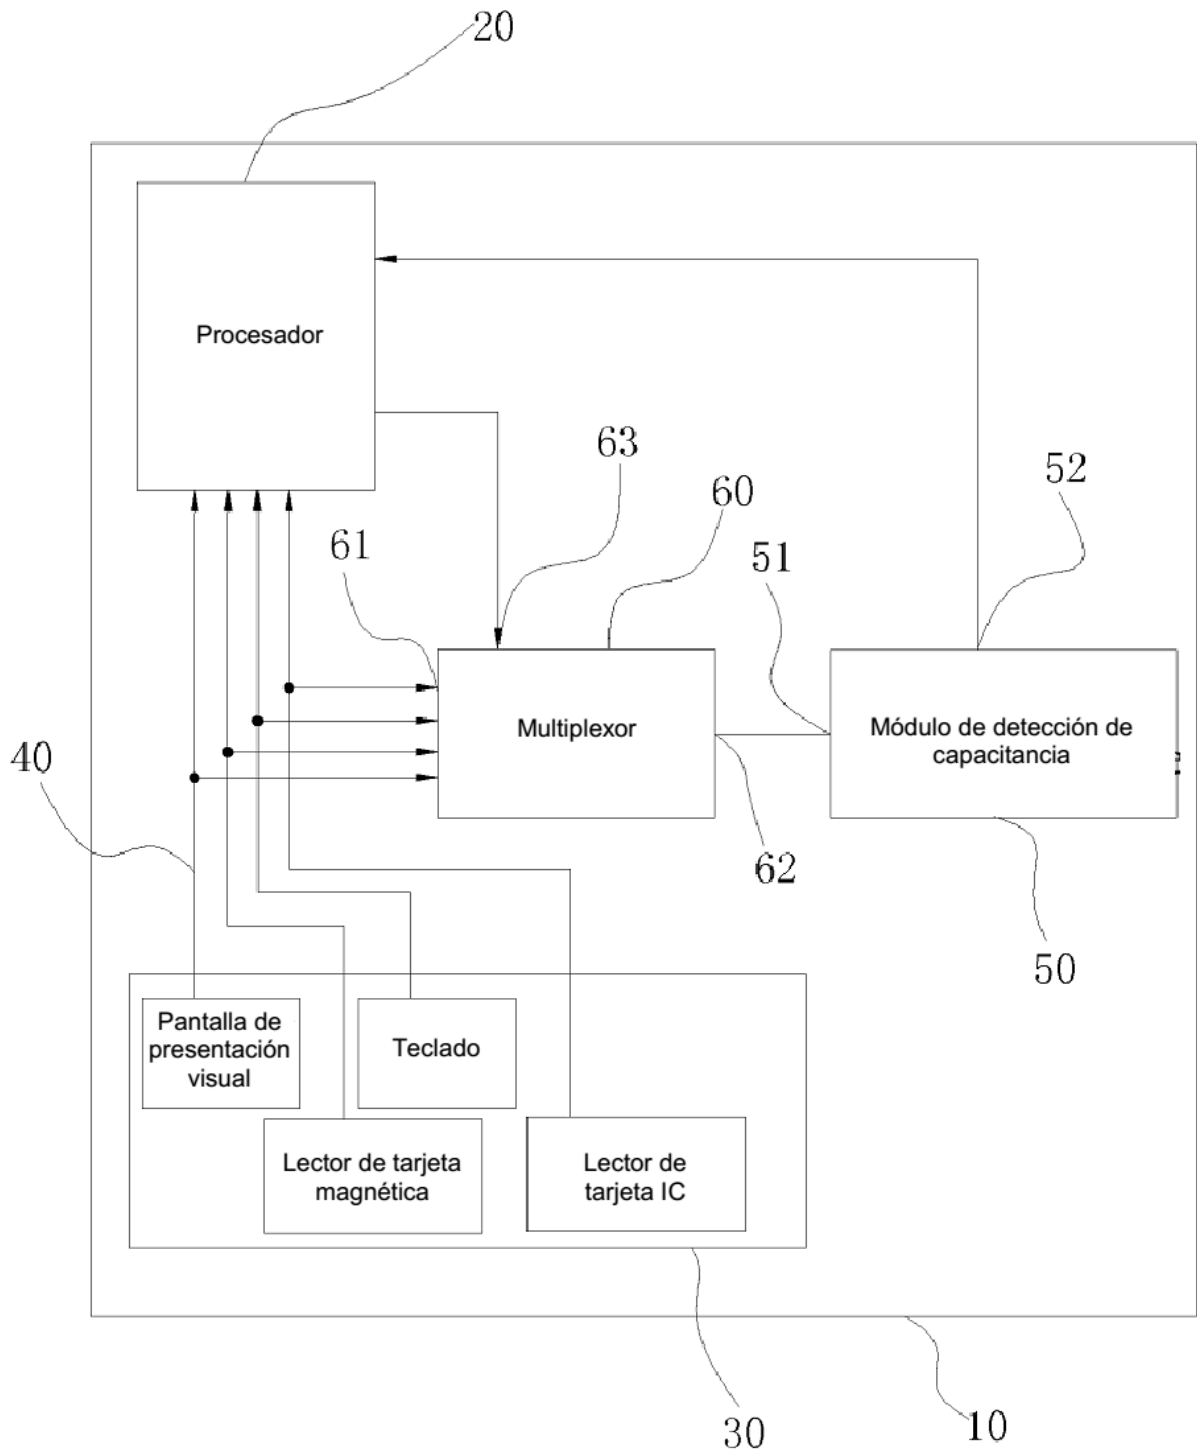 20
Procesador
63
52
60
61
51
Multiplexor
Módulo de detección de
capacitancia
40
62
50
Pantalla de
presentación
visual
Teclado
Lector de tarjeta
magnética
Lector de
tarjeta IC
30
10